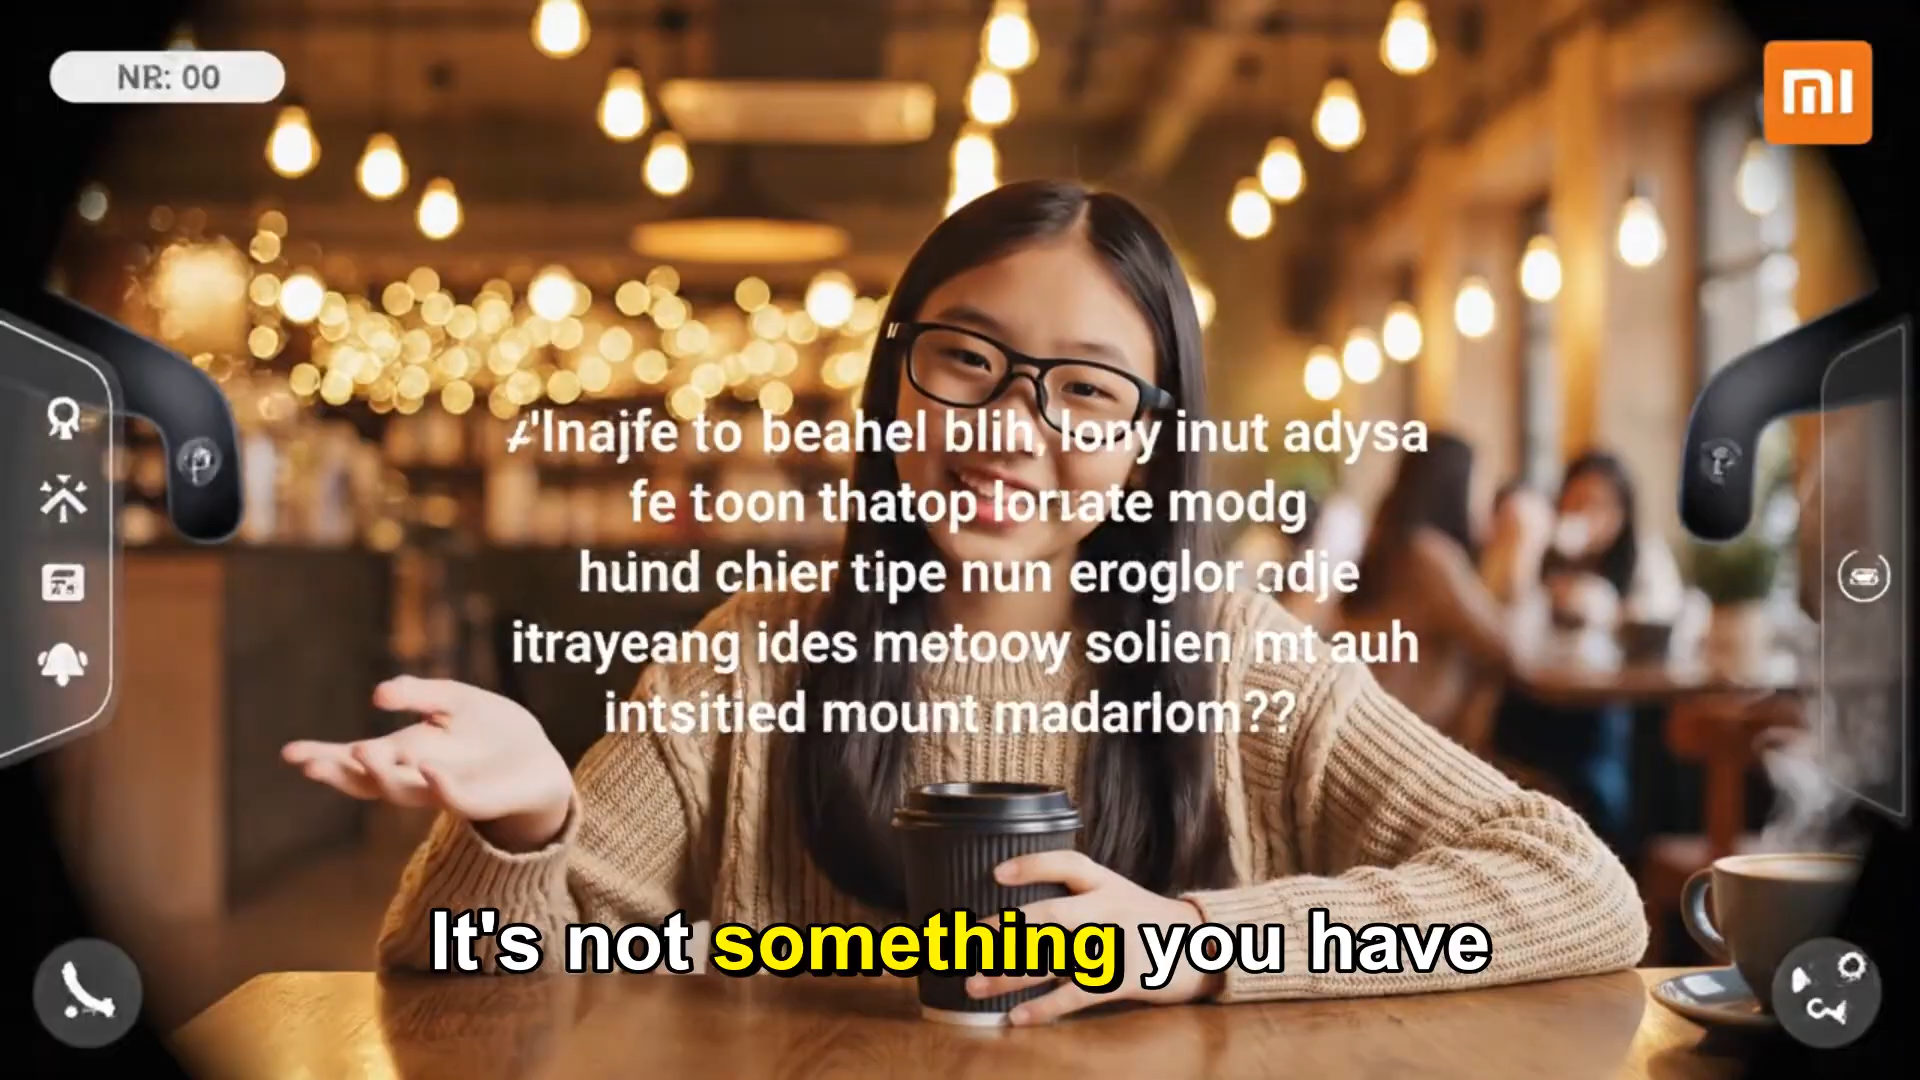 NR: 00
mi
"Inajfe to beahel blih, lony inut adysa
fe toon thatop loriate modg
hund chier tipe nun eroglor adje
itrayeang ides metoow solien mt auh
intsitied mount madarlom??
It's not something you have